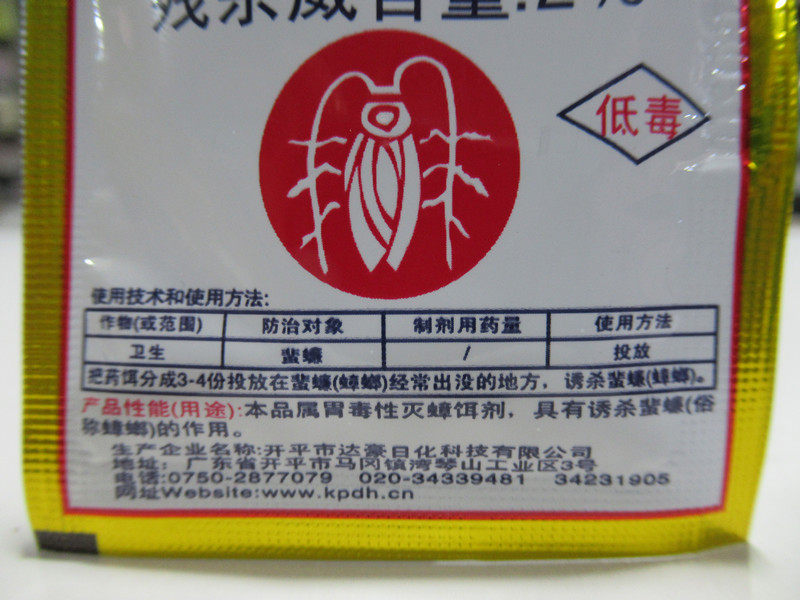 残杀威含量:2%
低毒
使用技术和使用方法:
作物(或范围) 防治对象 制剂用药量 使用方法
卫生 蜚蠊 / 投放
把药饵分成3-4份投放在蜚蠊(蟑螂)经常出没的地方，诱杀蜚蠊(蟑螂)。
产品性能(用途):本品属胃毒性灭蟑饵剂，具有诱杀蜚蠊(俗
称蟑螂)的作用。
生产企业名称:开平市达豪日化科技有限公司
地址：广东省开平市马冈镇湾琴山工业区3号
电话:0750-2877079 020-34339481 34231905
网址Website:www.kpdh.cn